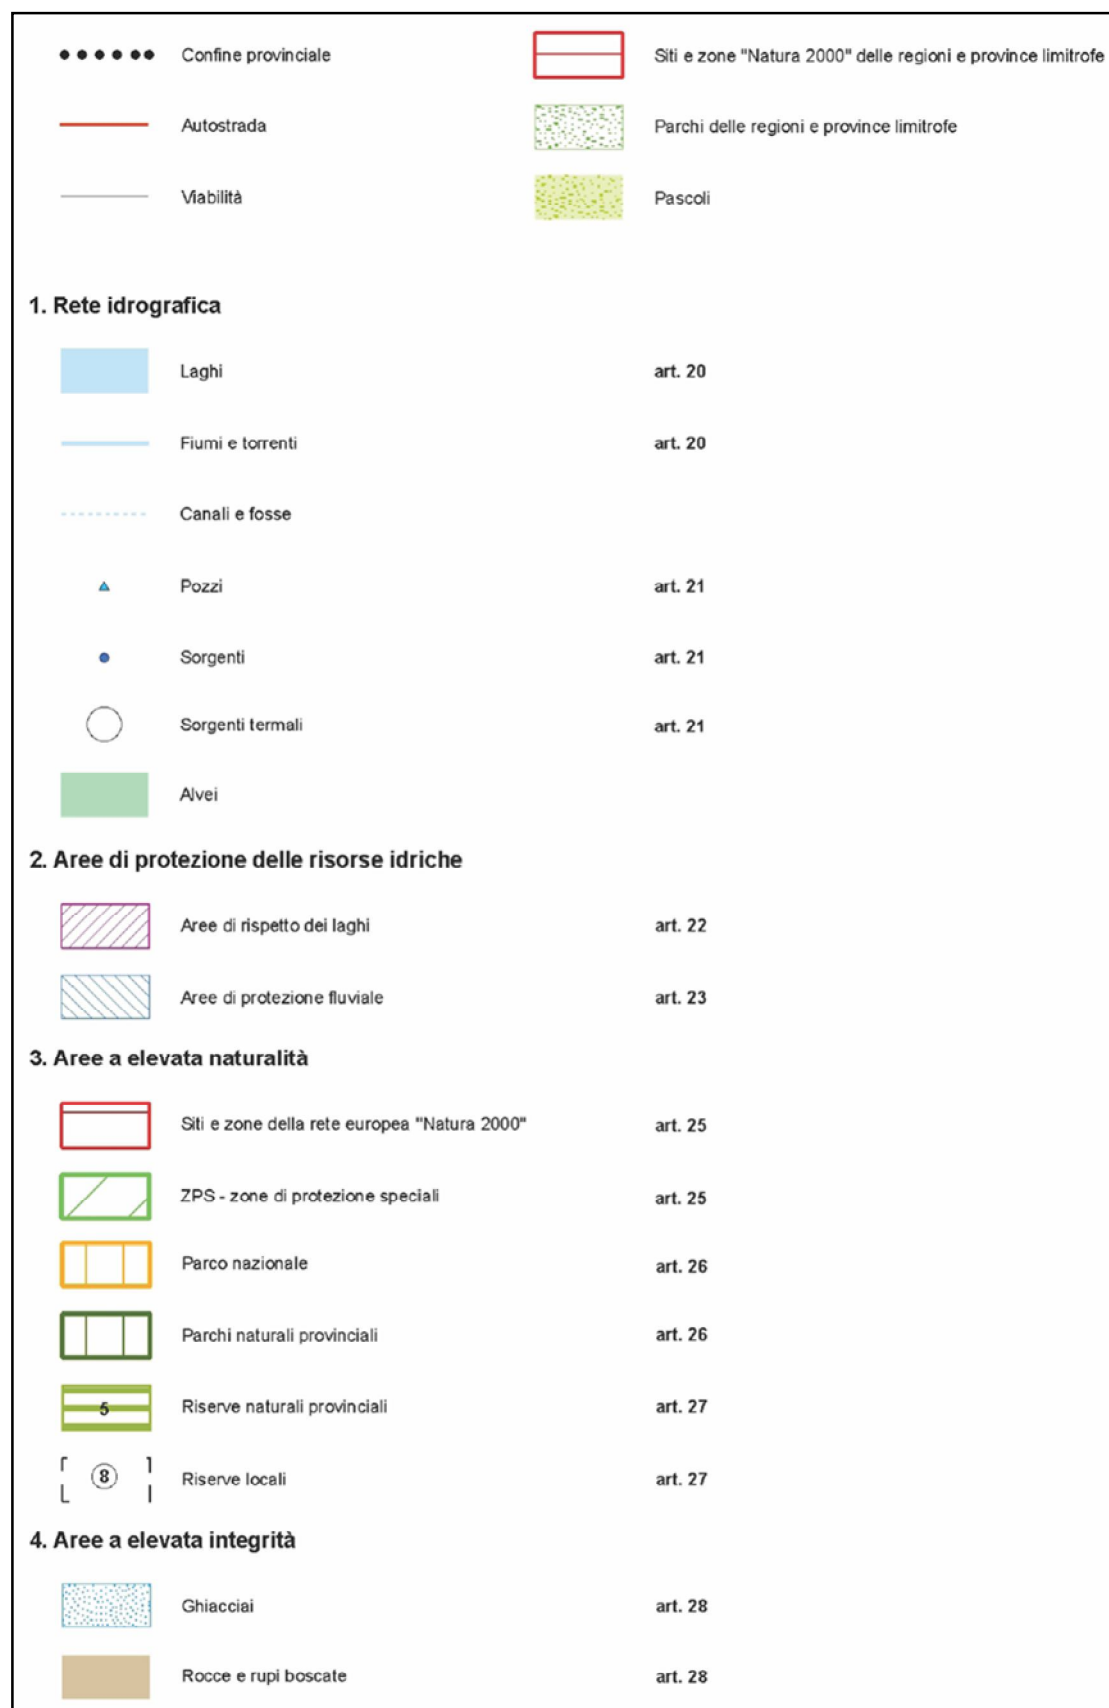 Confine provinciale
Siti e zone "Natura 2000" delle regioni e province limitrofe
Autostrada
Parchi delle regioni e province limitrofe
Viabilità
Pascoli
1. Rete idrografica
Laghi art. 20
Fiumi e torrenti art. 20
Canali e fosse
Pozzi art. 21
Sorgenti art. 21
Sorgenti termali art. 21
Alvei
2. Aree di protezione delle risorse idriche
Aree di rispetto dei laghi art. 22
Aree di protezione fluviale art. 23
3. Aree a elevata naturalità
Siti e zone della rete europea "Natura 2000" art. 25
ZPS - zone di protezione speciali art. 25
Parco nazionale art. 26
Parchi naturali provinciali art. 26
5 Riserve naturali provinciali art. 27
8 Riserve locali art. 27
4. Aree a elevata integrità
Ghiacciai art. 28
Rocce e rupi boscate art. 28